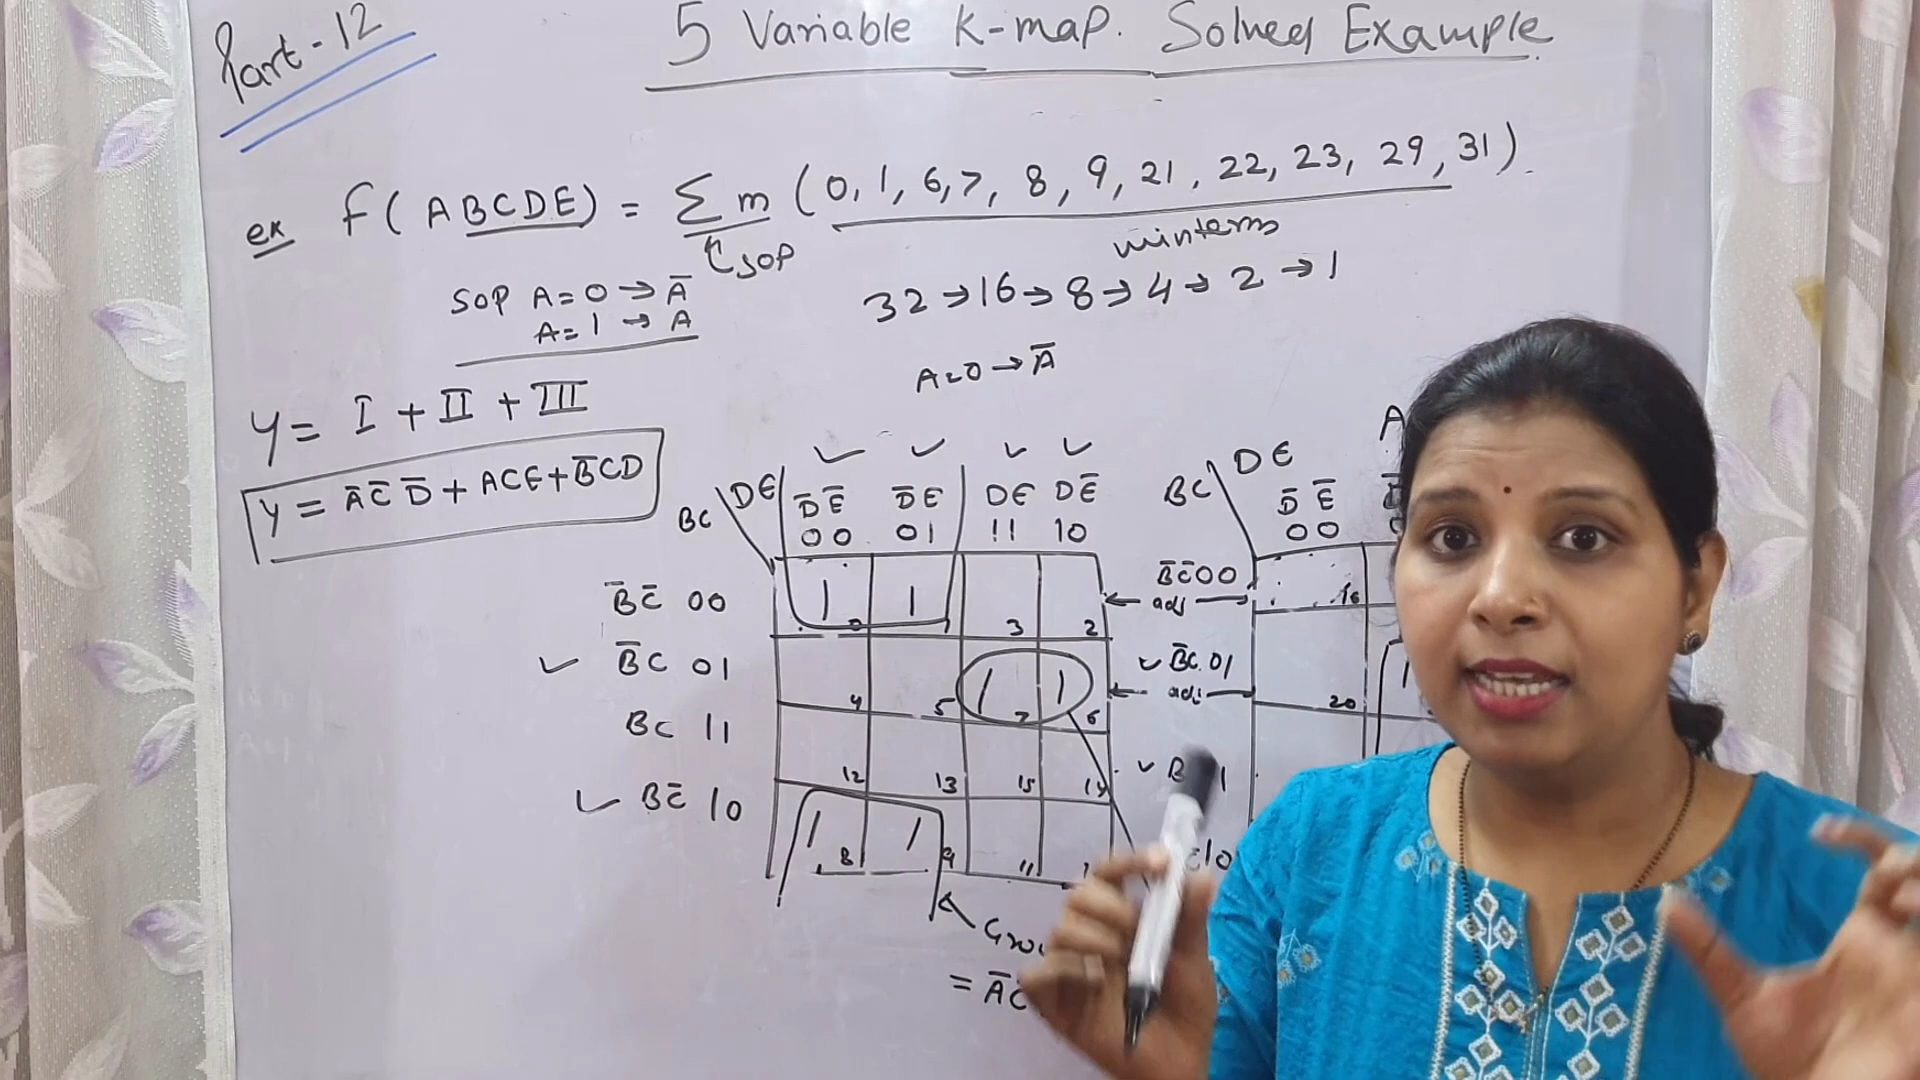 Part-12
5 Variable K-map. Solved Example
ex f(ABCDE) = Σm (0, 1, 6, 7, 8, 9, 21, 22, 23, 29, 31).
SOP
minterms
SOP A=0 → A̅
A=1 → A
32 → 16 → 8 → 4 → 2 → 1
A=0 → A̅
Y = I + II + III
Y = A̅ C̅ D̅ + ACE + B̅CD
BC DE D̅ E̅ D̅ E DE DE̅
00 01 11 10
B̅ C̅ 00 1 1
0 3 2
B̅ C 01 1 1
4 5 7 6
BC 11
12 13 15 14
BC̅ 10 1 1
8 9 11
= A̅ C̅
A
BC DE
D̅ E̅
00
B̅ C̅ 00
adj
16
B̅C 01
adj
20